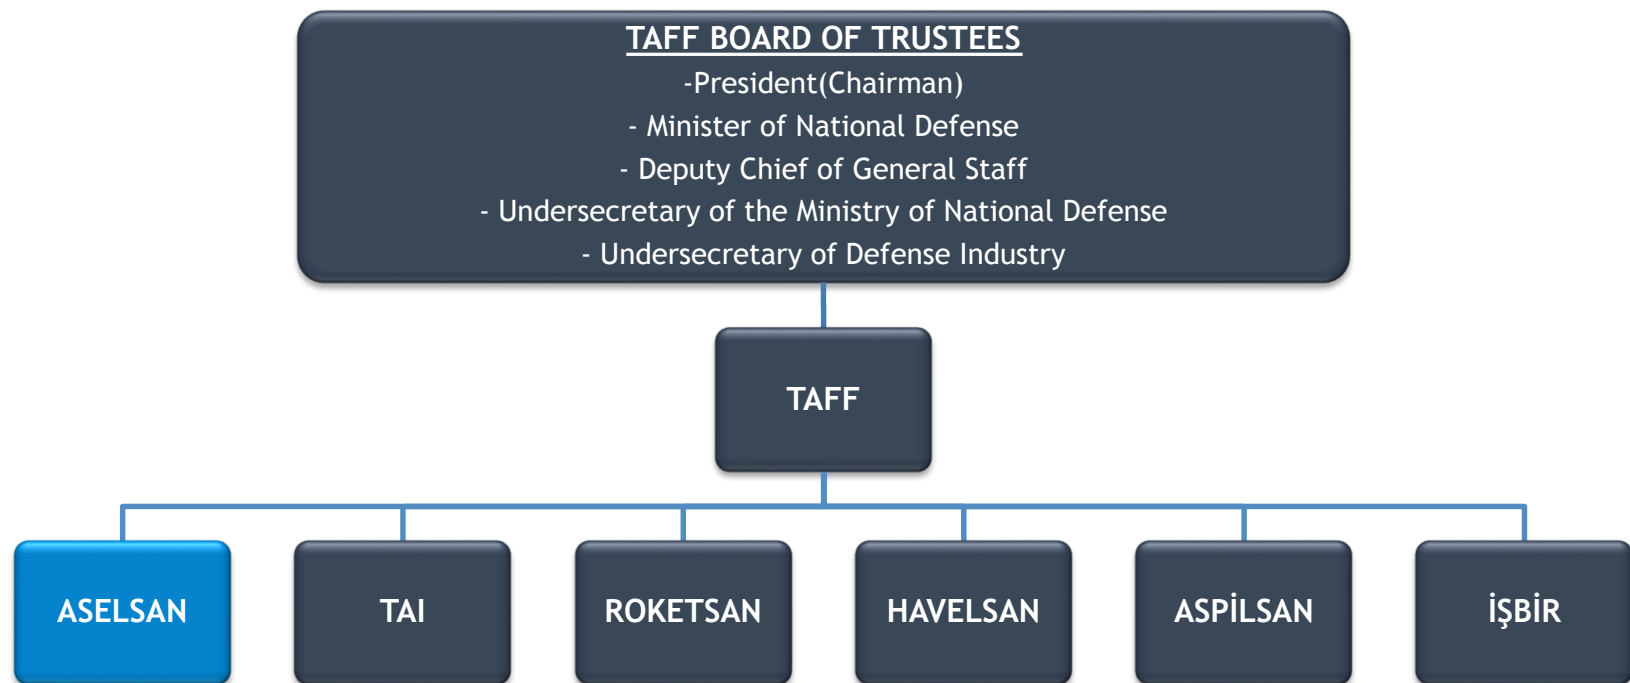 TAFF BOARD OF TRUSTEES
-President(Chairman)
- Minister of National Defense
- Deputy Chief of General Staff
- Undersecretary of the Ministry of National Defense
- Undersecretary of Defense Industry
TAFF
ASELSAN
TAI
ROKETSAN
HAVELSAN
ASPİLSAN
İŞBİR